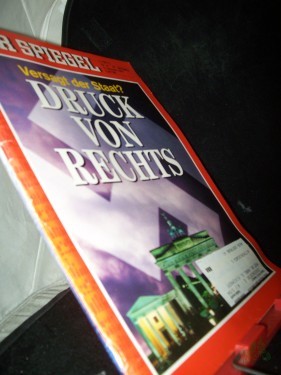 R SPIEGEL
Versagt der Staat?
DRUCK
VON
RECHTS